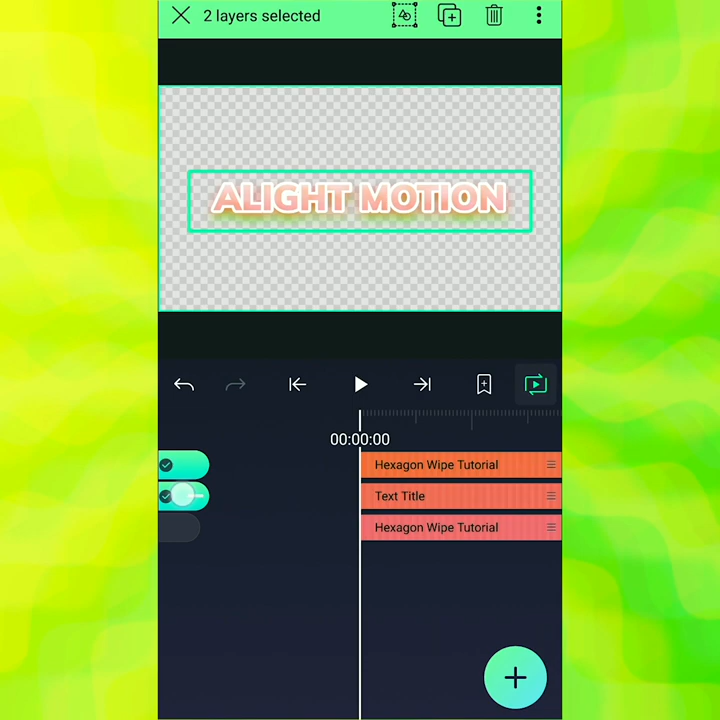 2 layers selected
ALIGHT MOTION
00:00:00
Hexagon Wipe Tutorial
Text Title
Hexagon Wipe Tutorial